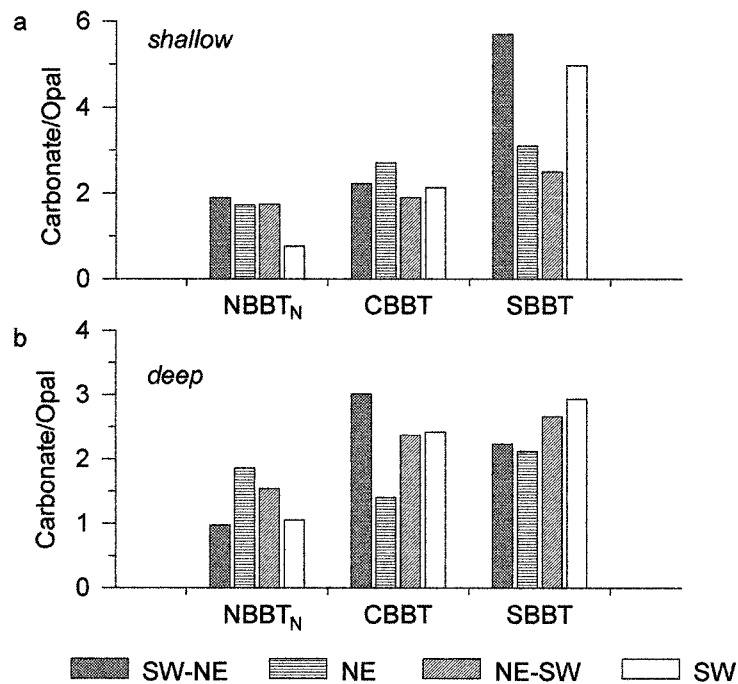 a
shallow
Carbonate/Opal
6
4
2
0
NBBT_N CBBT SBBT
b
deep
Carbonate/Opal
4
3
2
1
0
NBBT_N CBBT SBBT
SW-NE NE NE-SW SW